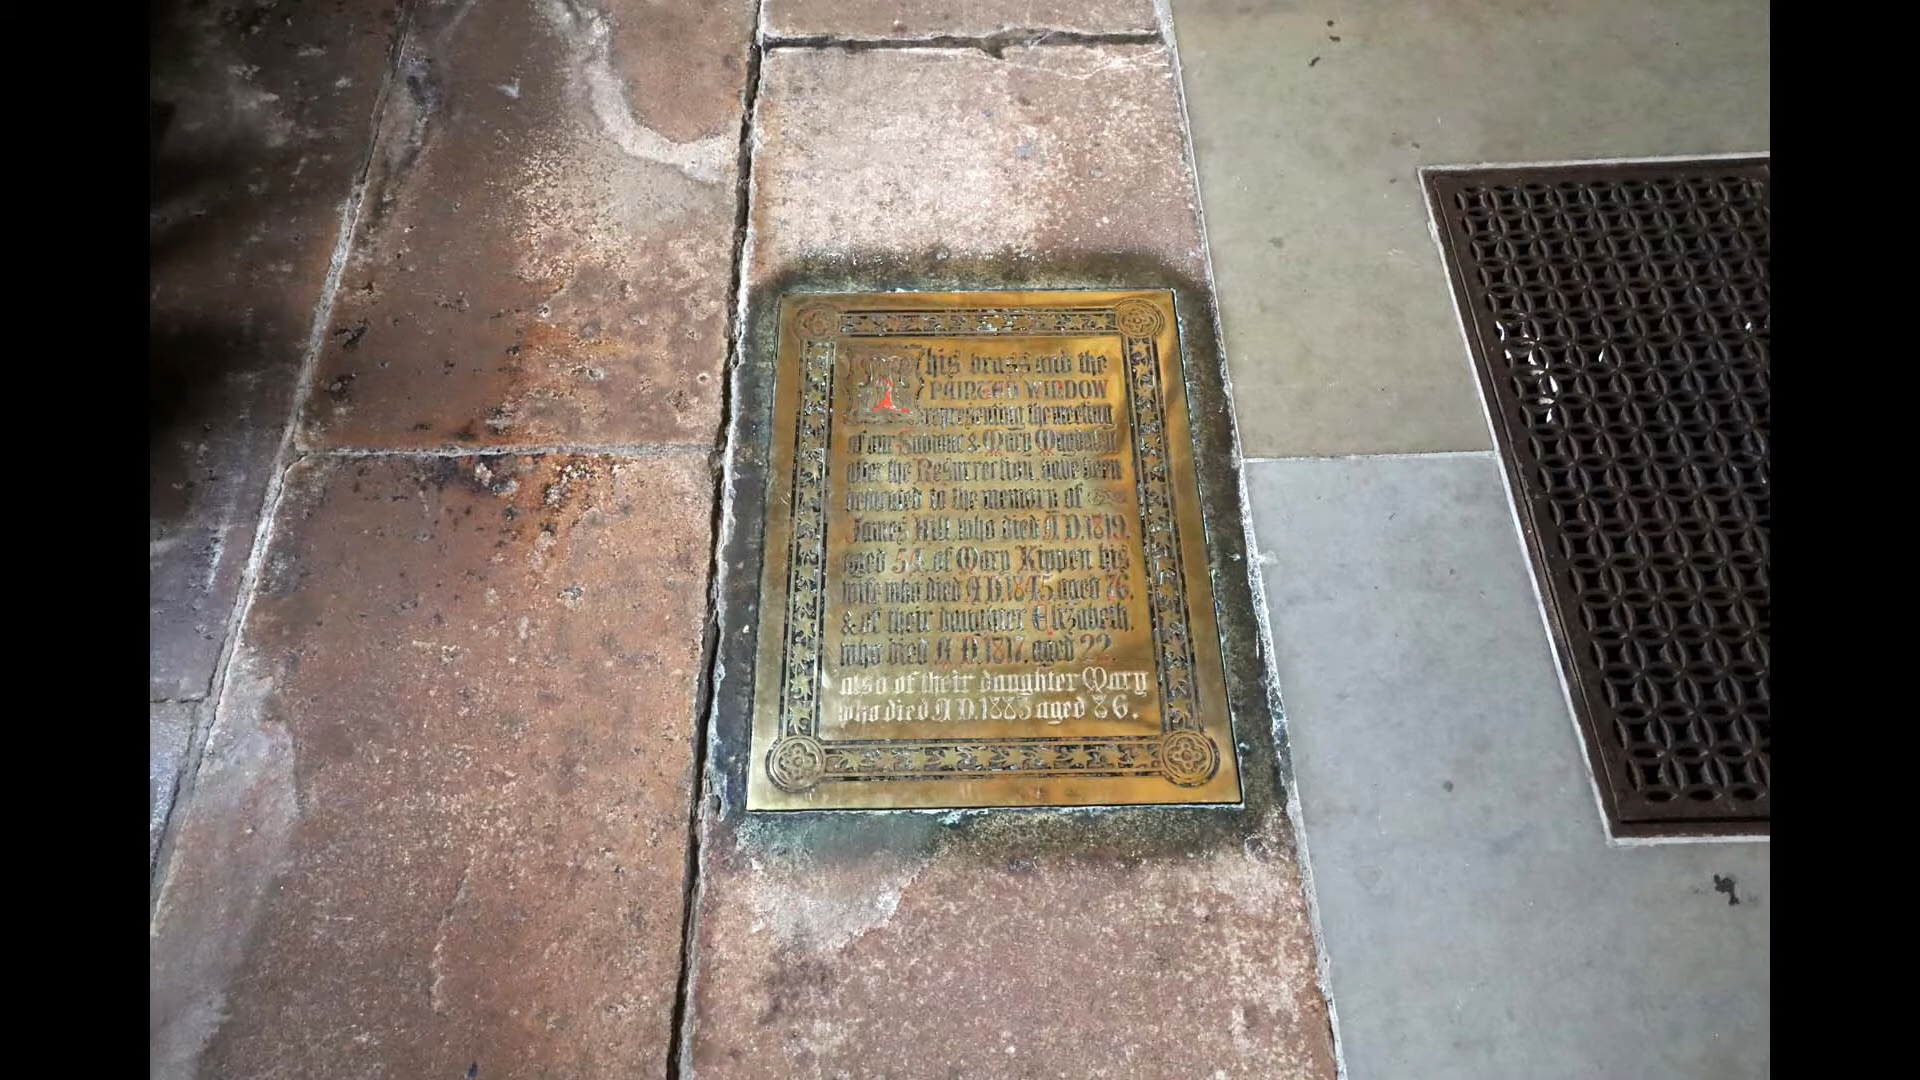 This brass and the
PAINTED WINDOW
representing the meeting
of our Saviour & Mary Magdalen
after the Resurrection, have been
dedicated to the memory of
James Hill who died A.D. 1819.
aged 54. of Mary Kippen his
wife who died A.D. 1845 aged 76.
& of their daughter Elizabeth.
who died A.D. 1817. aged 22.
also of their daughter Mary
who died A.D. 1883 aged 86.